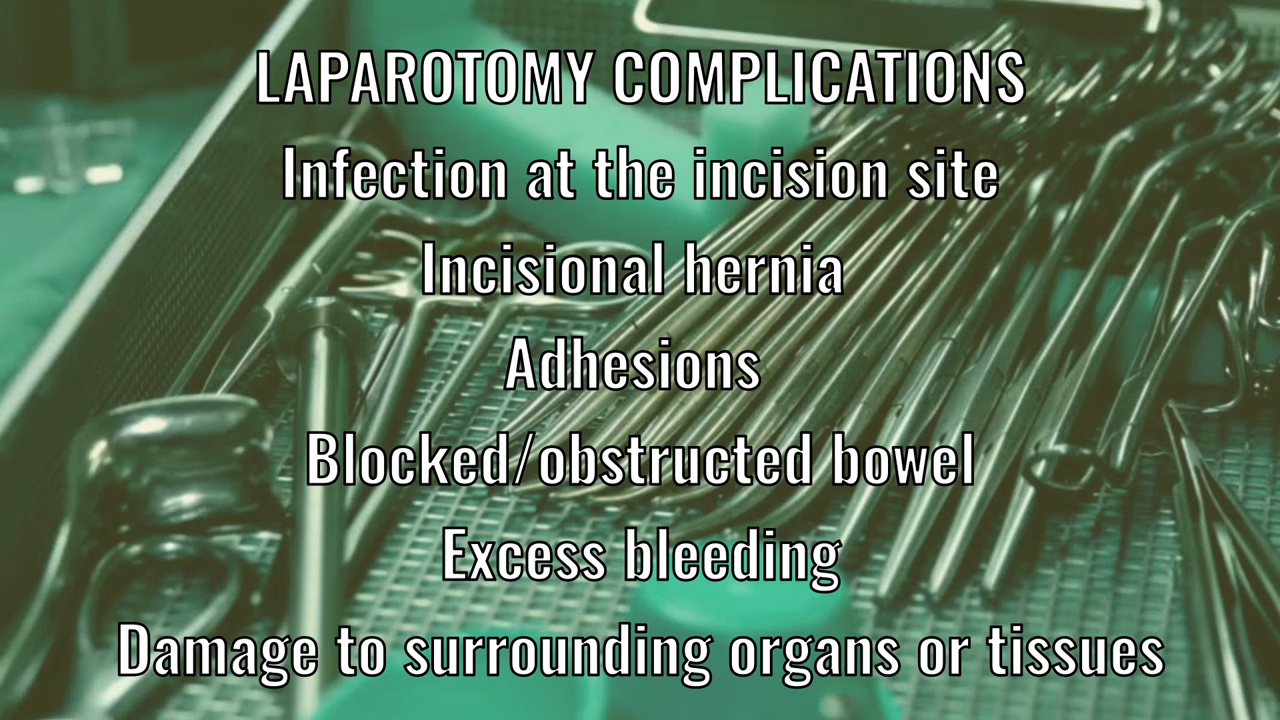 LAPAROTOMY COMPLICATIONS
Infection at the incision site
Incisional hernia
Adhesions
Blocked/obstructed bowel
Excess bleeding
Damage to surrounding organs or tissues